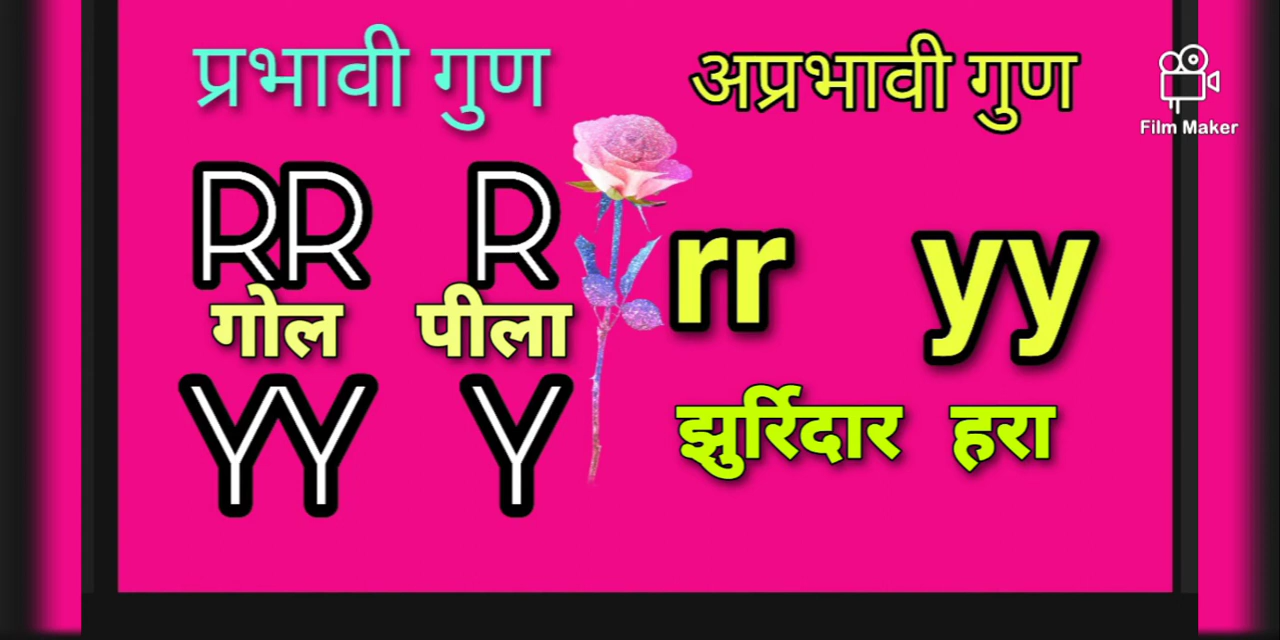 प्रभावी गुण
अप्रभावी गुण
Film Maker
RR R
rr yy
गोल पीला
YY Y
झुर्रिदार हरा